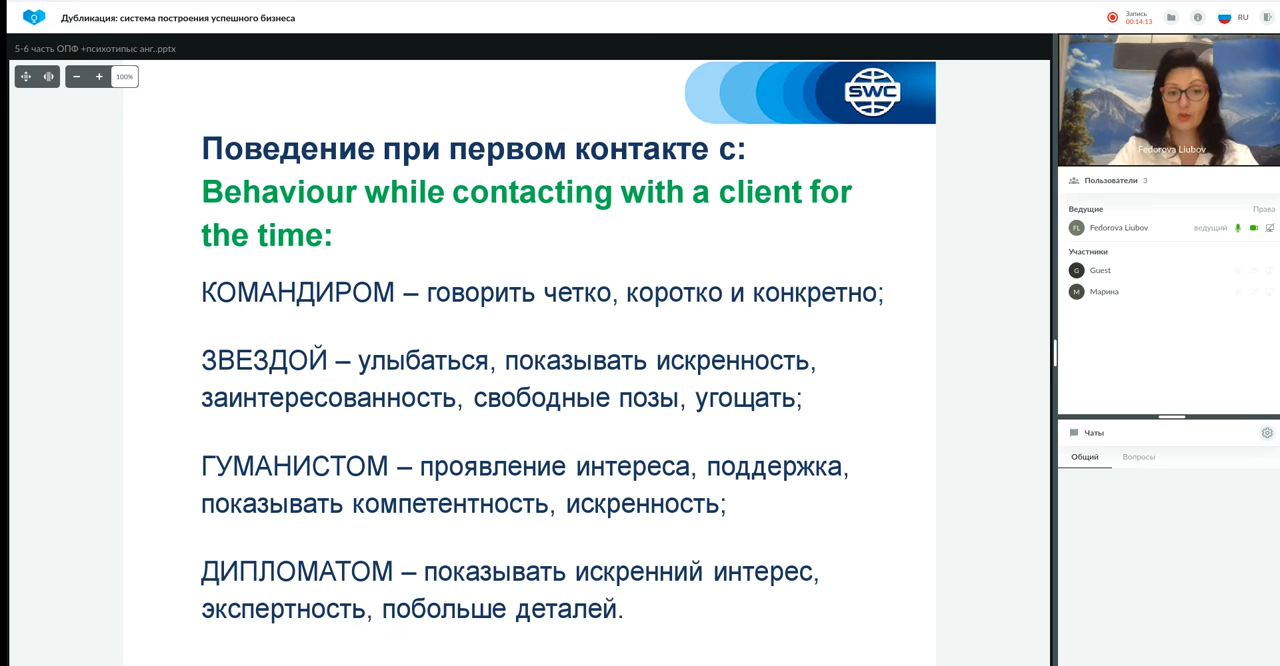 Дубликация: система построения успешного бизнеса
Запись
00:14:13
RU
5-6 часть ОПФ +психотипыс анг..pptx
100%
SWC
Поведение при первом контакте с:
Behaviour while contacting with a client for
the time:
КОМАНДИРОМ – говорить четко, коротко и конкретно;
ЗВЕЗДОЙ – улыбаться, показывать искренность,
заинтересованность, свободные позы, угощать;
ГУМАНИСТОМ – проявление интереса, поддержка,
показывать компетентность, искренность;
ДИПЛОМАТОМ – показывать искренний интерес,
экспертность, побольше деталей.
Fedorova Liubov
Пользователи 3
Ведущие Права
FL Fedorova Liubov ведущий
Участники
G Guest
М Марина
Чаты
Общий Вопросы